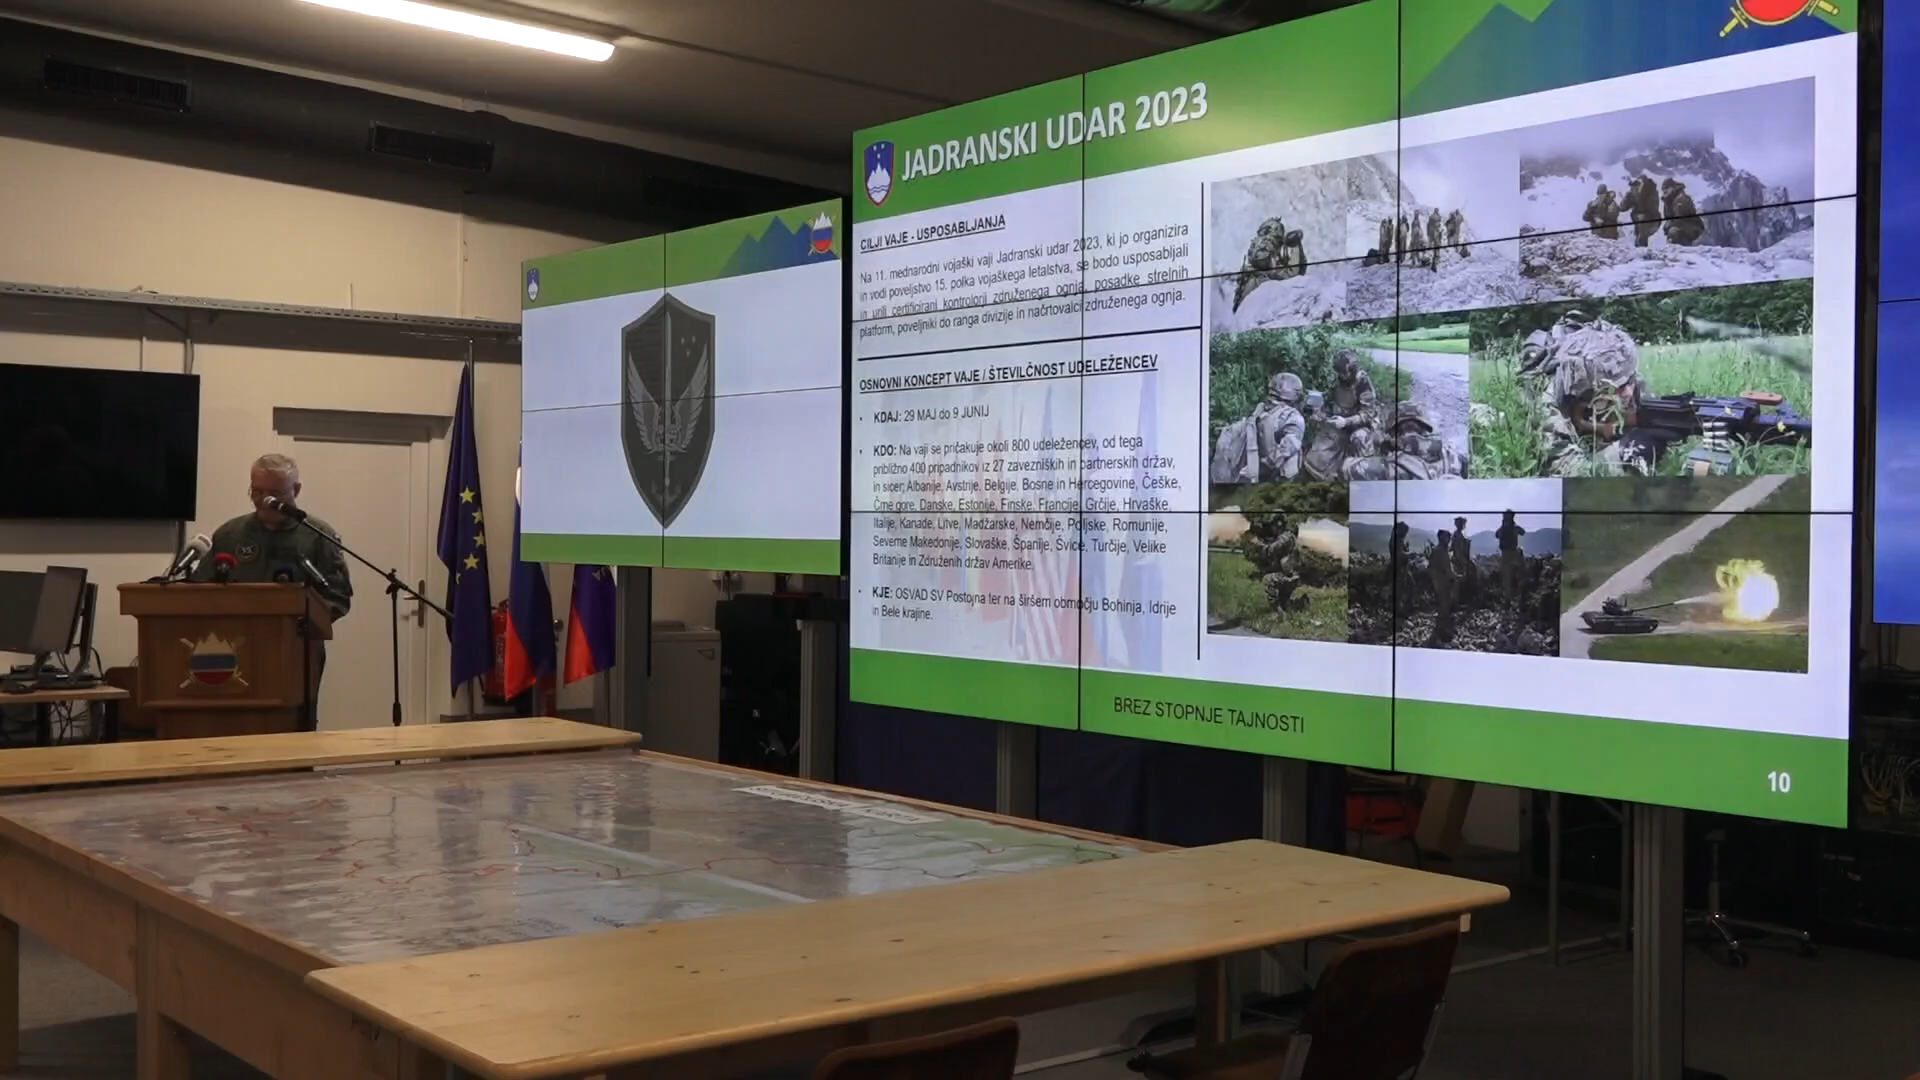 JADRANSKI UDAR 2023
CILJI VAJE - USPOSABLJANJA
Na 11. mednarodni vojaški vaji Jadranski udar 2023, ki jo organizira
in vodi poveljstvo 15. polka vojaškega letalstva, se bodo usposabljali
in urili certificirani kontrolorji združenega ognja, posadke strelnih
platform, poveljniki do ranga divizije in načrtovalci združenega ognja.
OSNOVNI KONCEPT VAJE / ŠTEVILČNOST UDELEŽENCEV
• KDAJ: 29 MAJ do 9 JUNIJ
• KDO: Na vaji se pričakuje okoli 800 udeležencev, od tega
približno 400 pripadnikov iz 27 zavezniških in partnerskih držav,
in sicer; Albanije, Avstrije, Belgije, Bosne in Hercegovine, Češke,
Črne gore, Danske, Estonije, Finske, Francije, Grčije, Hrvaške,
Italije, Kanade, Litve, Madžarske, Nemčije, Poljske, Romunije,
Severne Makedonije, Slovaške, Španije, Švice, Turčije, Velike
Britanije in Združenih držav Amerike.
• KJE: OSVAD SV Postojna ter na širšem območju Bohinja, Idrije
in Bele krajine.
BREZ STOPNJE TAJNOSTI
10